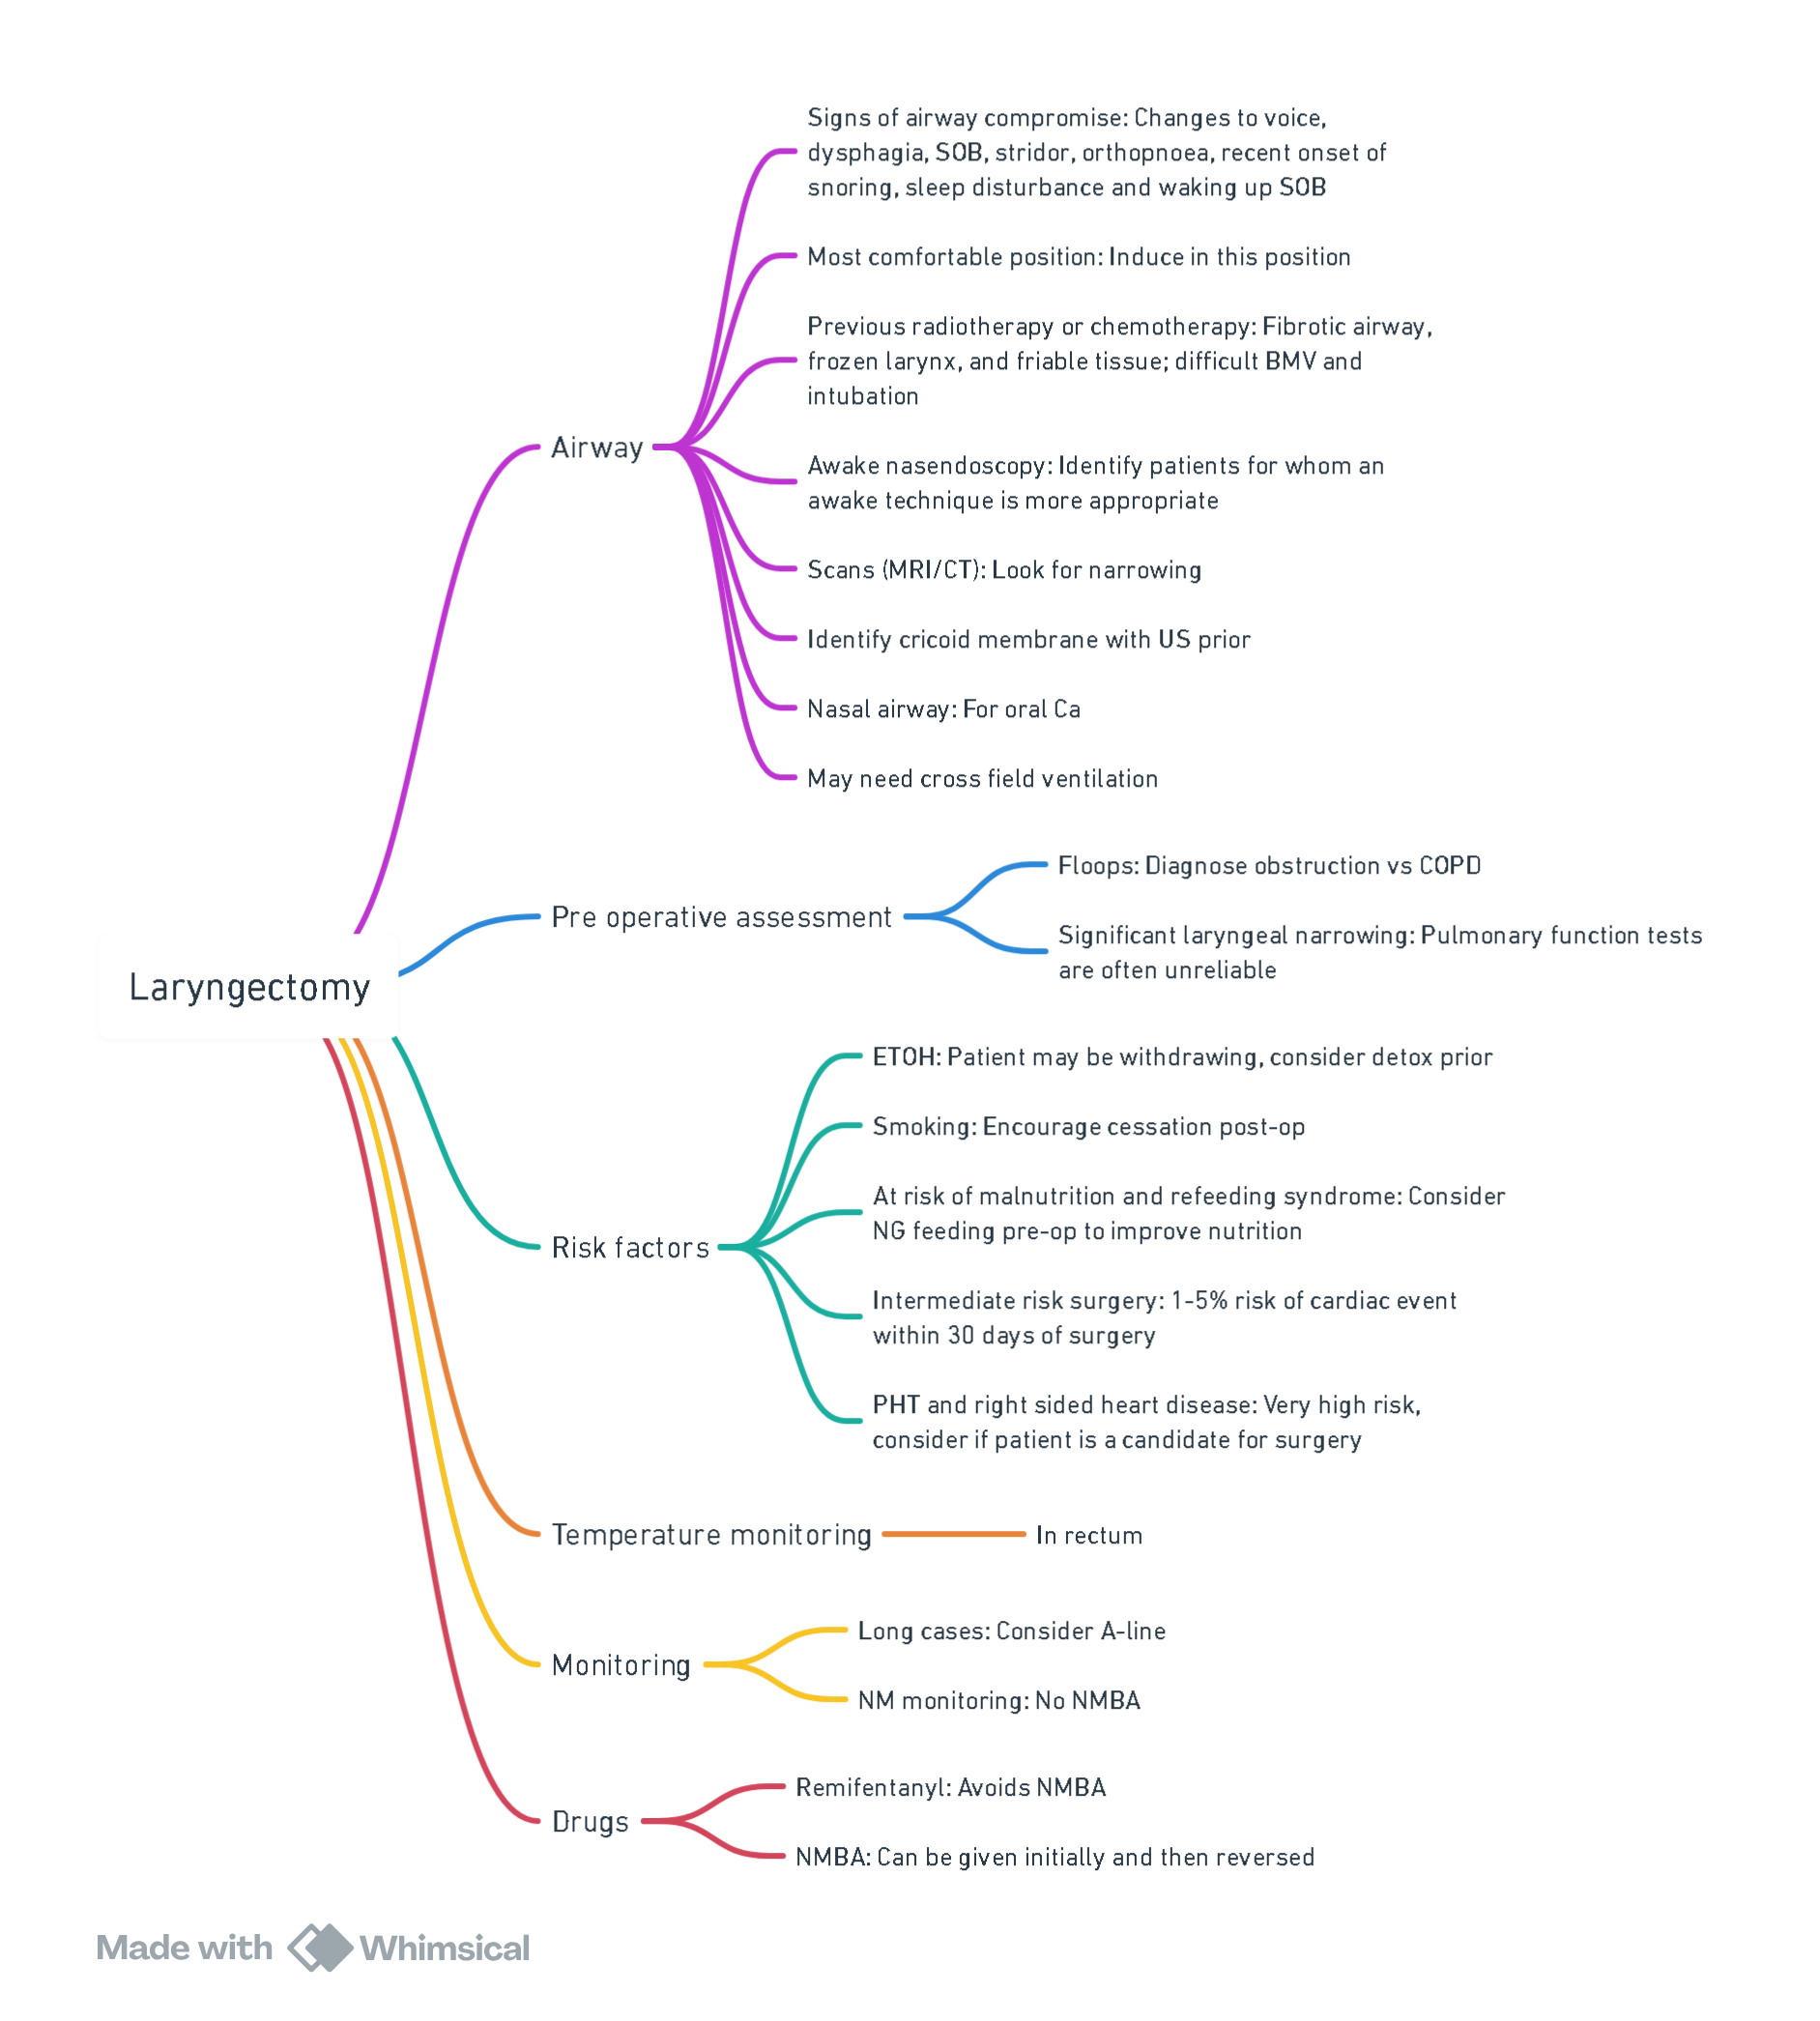 Signs of airway compromise: Changes to voice,
dysphagia, SOB, stridor, orthopnoea, recent onset of
snoring, sleep disturbance and waking up SOB
Most comfortable position: Induce in this position
Previous radiotherapy or chemotherapy: Fibrotic airway,
frozen larynx, and friable tissue; difficult BMV and
intubation
Airway
Awake nasendoscopy: Identify patients for whom an
awake technique is more appropriate
Scans (MRI/CT): Look for narrowing
Identify cricoid membrane with US prior
Nasal airway: For oral Ca
May need cross field ventilation
Floops: Diagnose obstruction vs COPD
Pre operative assessment
Significant laryngeal narrowing: Pulmonary function tests
are often unreliable
Laryngectomy
ETOH: Patient may be withdrawing, consider detox prior
Smoking: Encourage cessation post-op
At risk of malnutrition and refeeding syndrome: Consider
NG feeding pre-op to improve nutrition
Risk factors
Intermediate risk surgery: 1-5% risk of cardiac event
within 30 days of surgery
PHT and right sided heart disease: Very high risk,
consider if patient is a candidate for surgery
Temperature monitoring
In rectum
Long cases: Consider A-line
Monitoring
NM monitoring: No NMBA
Remifentanyl: Avoids NMBA
Drugs
NMBA: Can be given initially and then reversed
Made with Whimsical